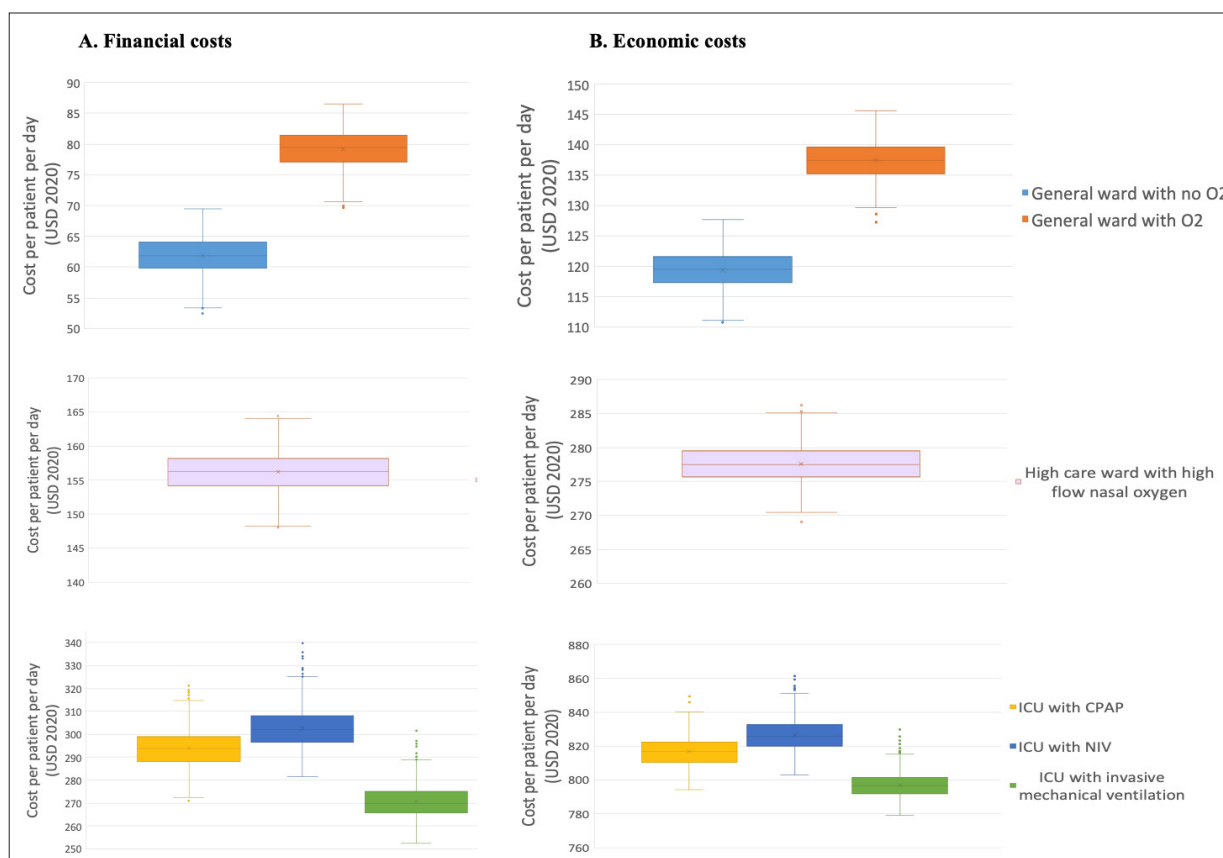 A. Financial costs
B. Economic costs
Cost per patient per day
(USD 2020)
90
85
80
75
70
65
60
55
50
Cost per patient per day
(USD 2020)
150
145
140
135
130
125
120
115
110
General ward with no O2
General ward with O2
Cost per patient per day
(USD 2020)
170
165
160
155
150
145
140
Cost per patient per day
(USD 2020)
290
285
280
275
270
265
260
High care ward with high
flow nasal oxygen
Cost per patient per day
(USD 2020)
340
330
320
310
300
290
280
270
260
250
Cost per patient per day
(USD 2020)
880
860
840
820
800
780
760
ICU with CPAP
ICU with NIV
ICU with invasive
mechanical ventilation